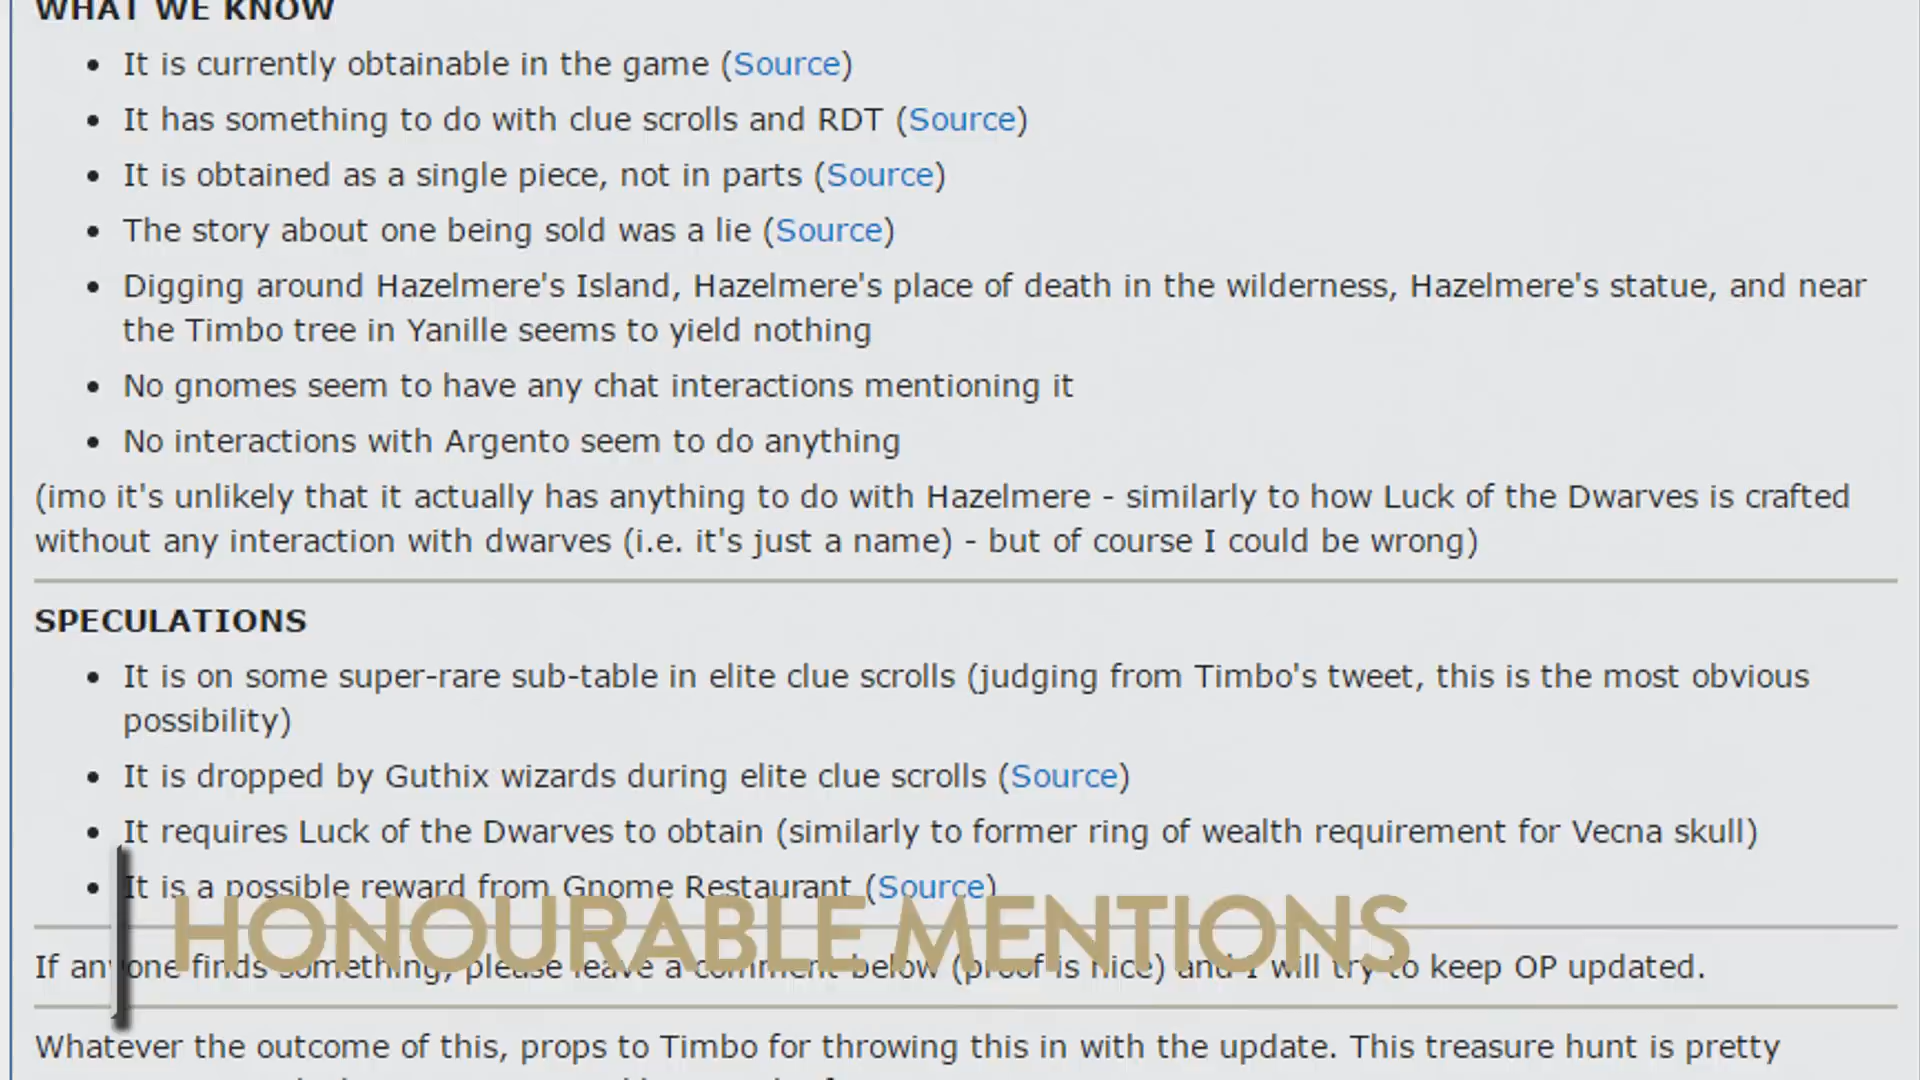 WHAT WE KNOW
• It is currently obtainable in the game (Source)
• It has something to do with clue scrolls and RDT (Source)
• It is obtained as a single piece, not in parts (Source)
• The story about one being sold was a lie (Source)
• Digging around Hazelmere's Island, Hazelmere's place of death in the wilderness, Hazelmere's statue, and near
the Timbo tree in Yanille seems to yield nothing
• No gnomes seem to have any chat interactions mentioning it
• No interactions with Argento seem to do anything
(imo it's unlikely that it actually has anything to do with Hazelmere - similarly to how Luck of the Dwarves is crafted
without any interaction with dwarves (i.e. it's just a name) - but of course I could be wrong)
SPECULATIONS
• It is on some super-rare sub-table in elite clue scrolls (judging from Timbo's tweet, this is the most obvious
possibility)
• It is dropped by Guthix wizards during elite clue scrolls (Source)
• It requires Luck of the Dwarves to obtain (similarly to former ring of wealth requirement for Vecna skull)
• It is a possible reward from Gnome Restaurant (Source)
HONOURABLE MENTIONS
If anyone finds something, please leave a comment below (proof is nice) and I will try to keep OP updated.
Whatever the outcome of this, props to Timbo for throwing this in with the update. This treasure hunt is pretty